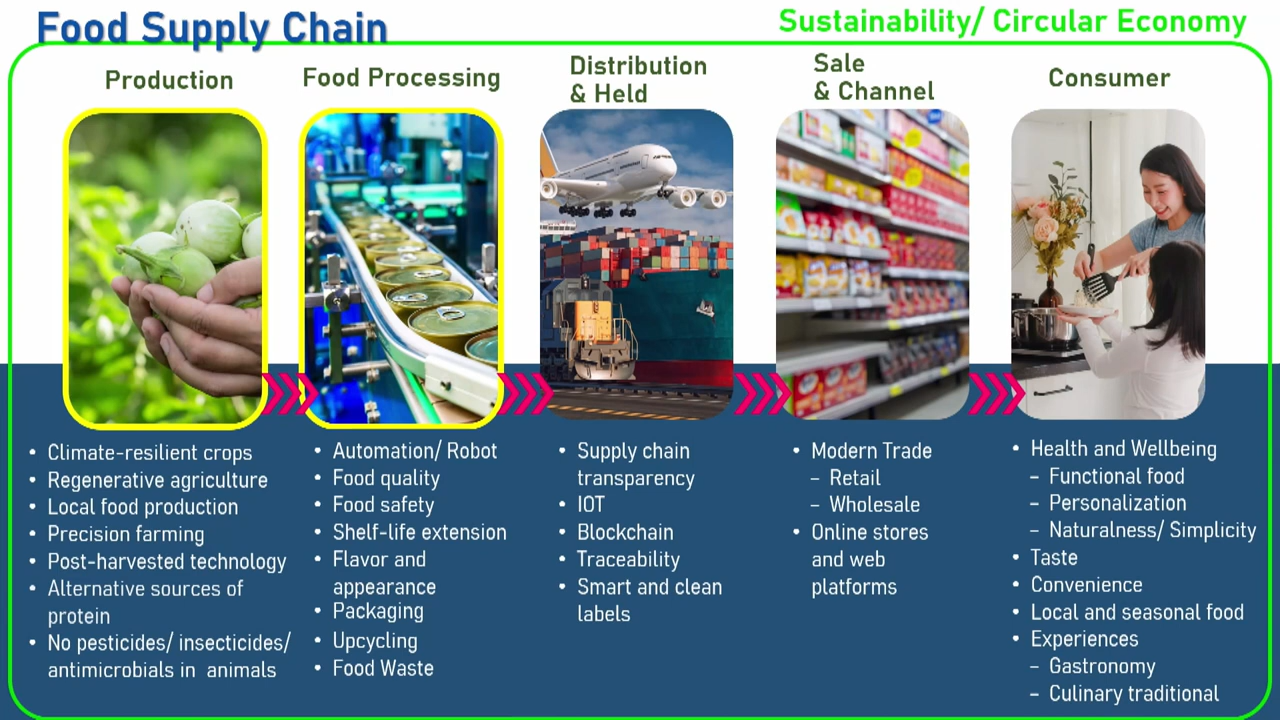 Food Supply Chain
Sustainability/ Circular Economy
Production
Food Processing
Distribution
& Held
Sale
& Channel
Consumer
• Climate-resilient crops
• Regenerative agriculture
• Local food production
• Precision farming
• Post-harvested technology
• Alternative sources of
protein
• No pesticides/ insecticides/
antimicrobials in animals
• Automation/ Robot
• Food quality
• Food safety
• Shelf-life extension
• Flavor and
appearance
• Packaging
• Upcycling
• Food Waste
• Supply chain
transparency
• IOT
• Blockchain
• Traceability
• Smart and clean
labels
• Modern Trade
– Retail
– Wholesale
• Online stores
and web
platforms
• Health and Wellbeing
– Functional food
– Personalization
– Naturalness/ Simplicity
• Taste
• Convenience
• Local and seasonal food
• Experiences
– Gastronomy
– Culinary traditional